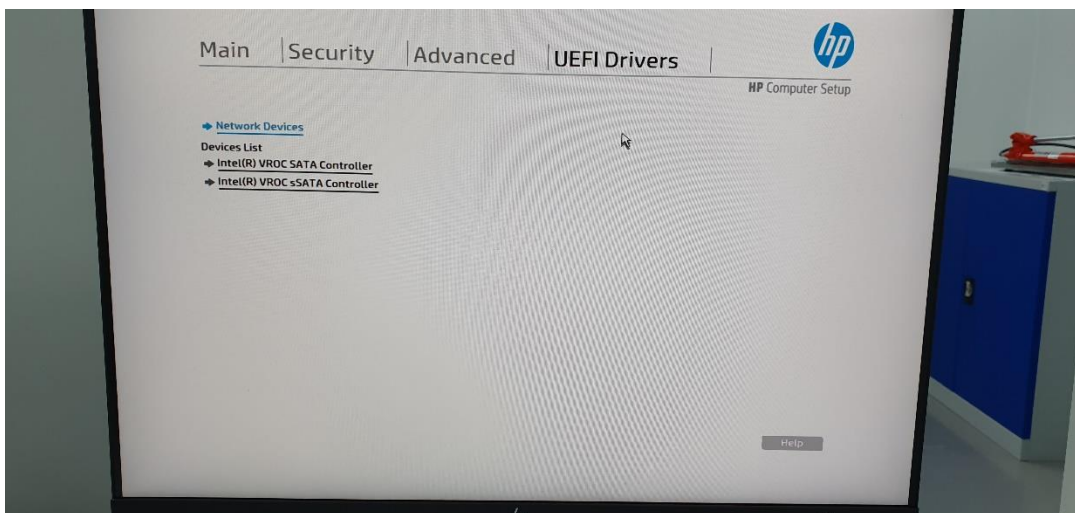 Main Security Advanced UEFI Drivers
hp
HP Computer Setup
Network Devices
Devices List
Intel(R) VROC SATA Controller
Intel(R) VROC sSATA Controller
Help